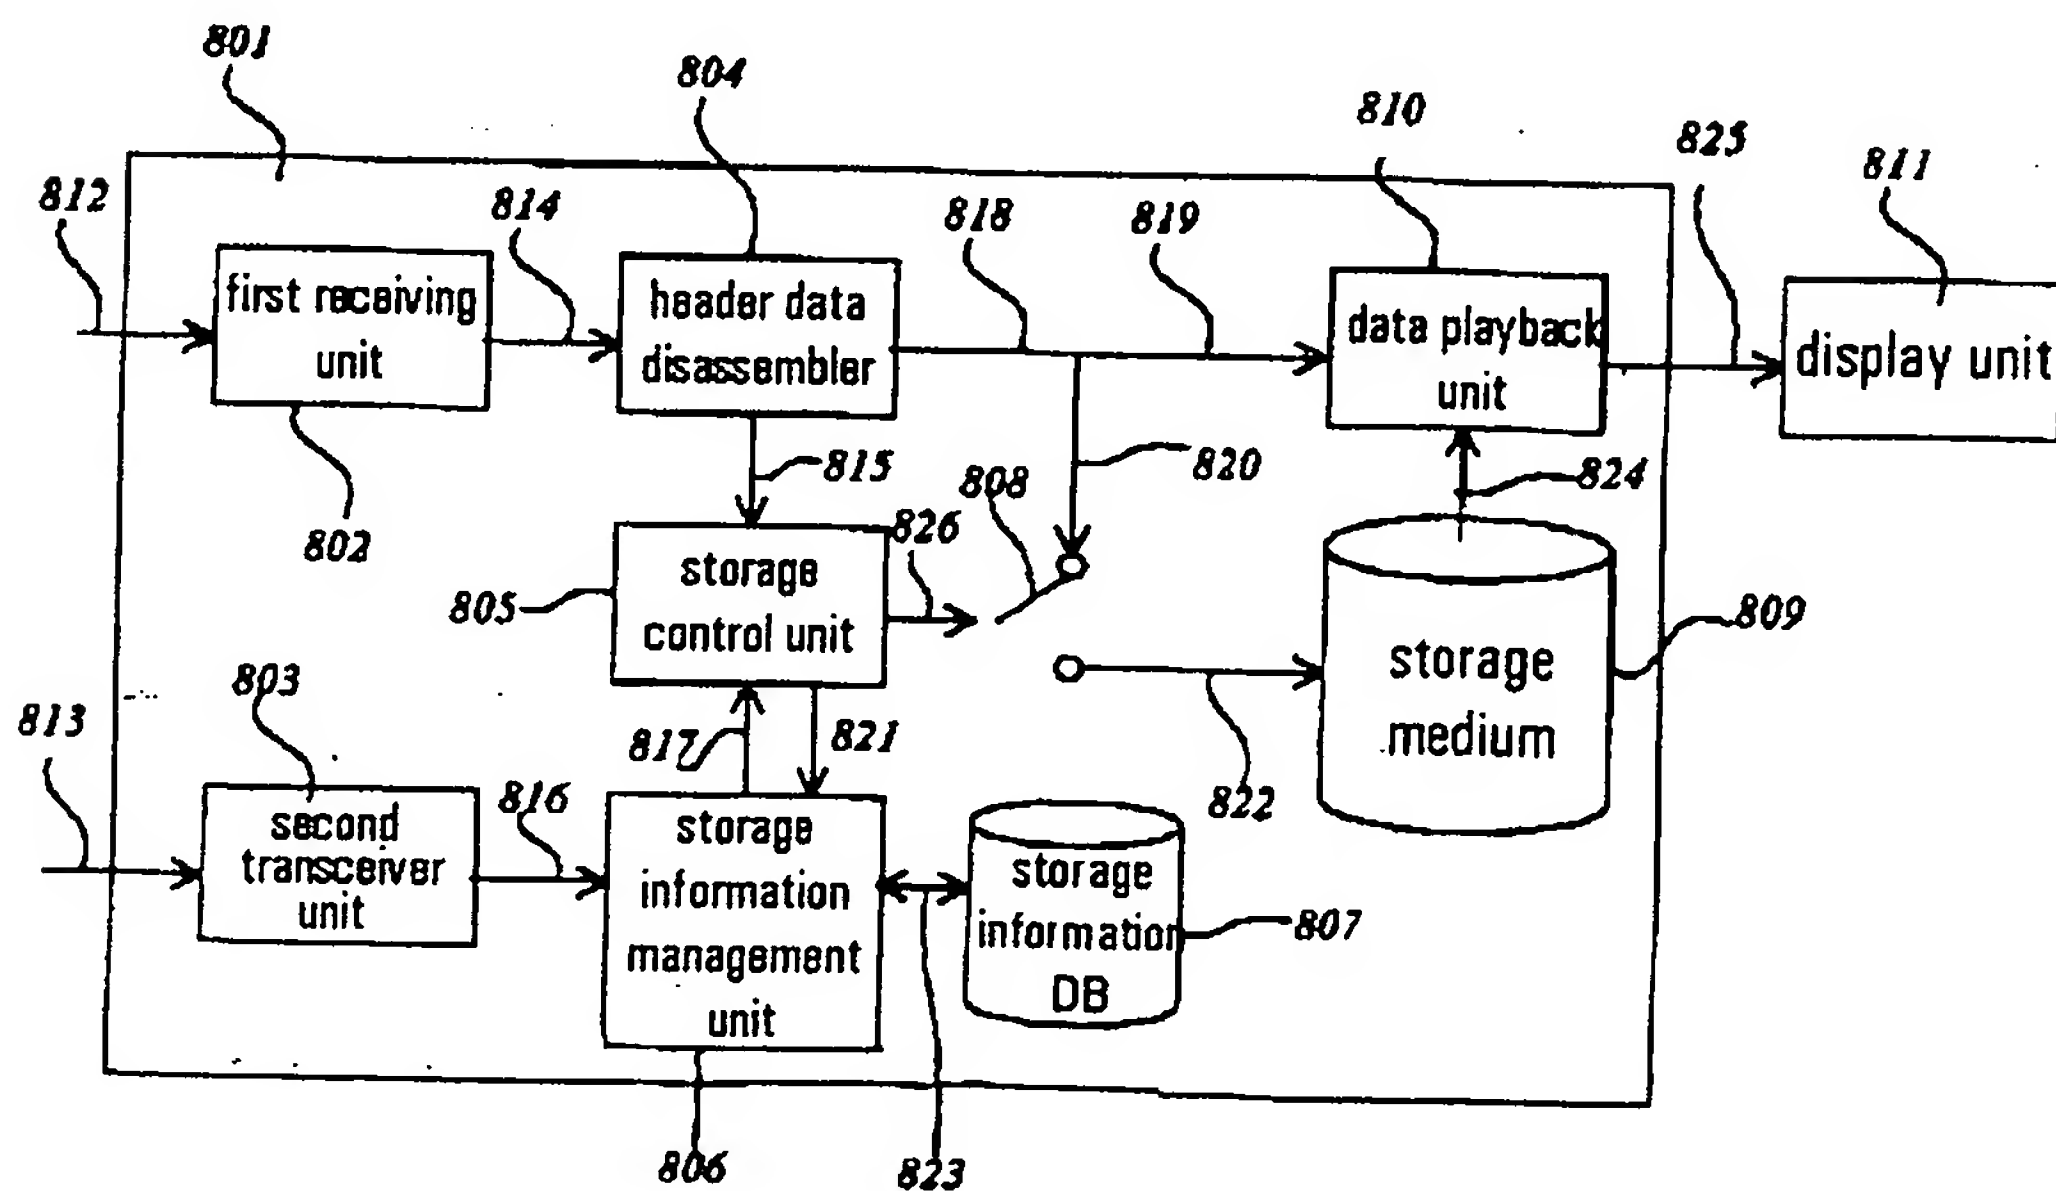 801
804
810
825
811
812
814
818
819
first receiving
unit
header data
disassembler
data playback
unit
display unit
802
815
808
820
824
826
805
storage
control unit
809
storage
medium
813
803
817
821
822
816
second
transceiver
unit
storage
information
management
unit
storage
information
DB
807
806
823